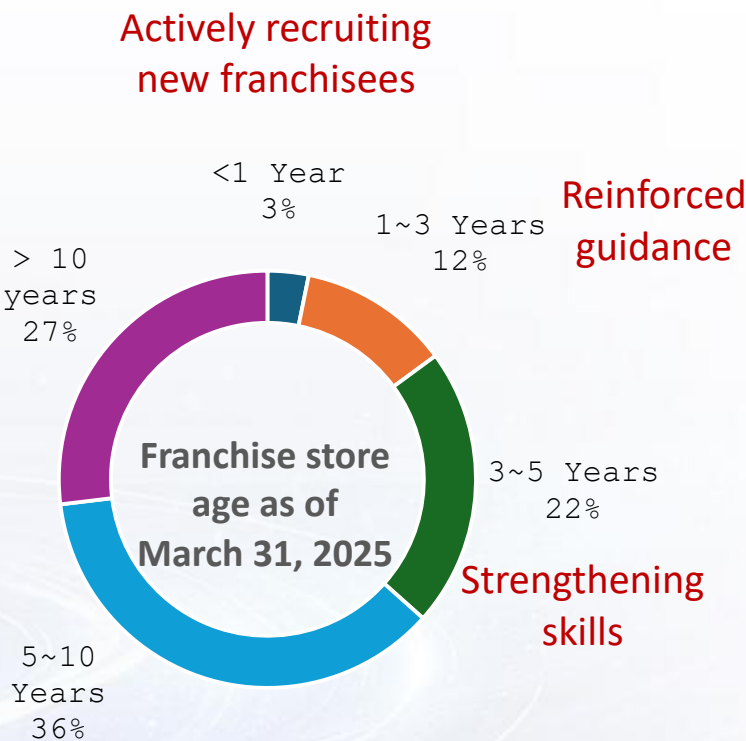 Actively recruiting
new franchisees
<1 Year
3%
1~3 Years
12%
Reinforced
guidance
> 10
years
27%
Franchise store
age as of
March 31, 2025
3~5 Years
22%
Strengthening
skills
5~10
Years
36%